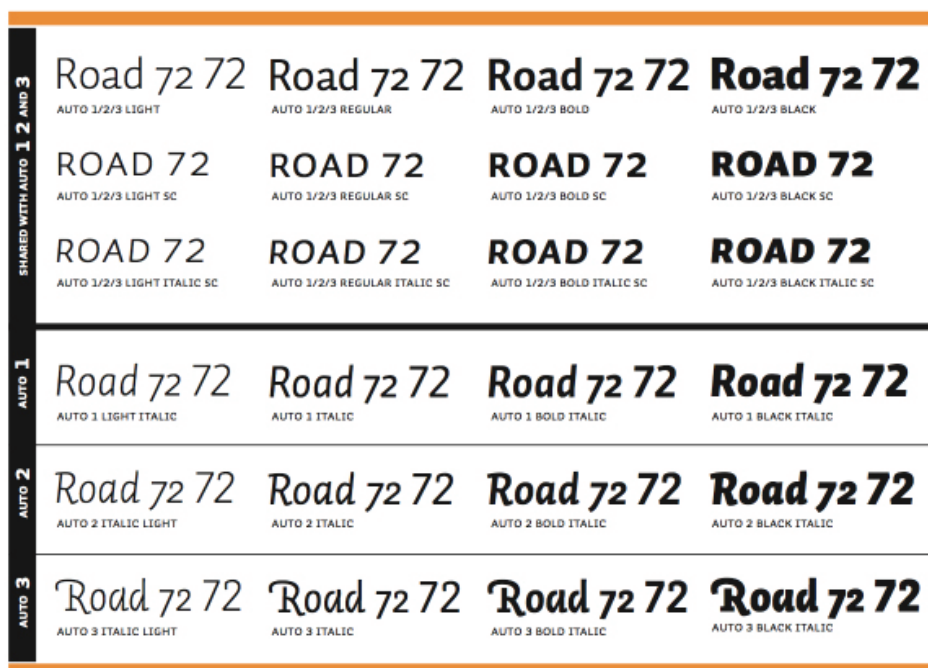 SHARED WITH AUTO 1 2 AND 3
Road 72 72 Road 72 72 Road 72 72 Road 72 72
AUTO 1/2/3 LIGHT AUTO 1/2/3 REGULAR AUTO 1/2/3 BOLD AUTO 1/2/3 BLACK
ROAD 72 ROAD 72 ROAD 72 ROAD 72
AUTO 1/2/3 LIGHT SC AUTO 1/2/3 REGULAR SC AUTO 1/2/3 BOLD SC AUTO 1/2/3 BLACK SC
ROAD 72 ROAD 72 ROAD 72 ROAD 72
AUTO 1/2/3 LIGHT ITALIC SC AUTO 1/2/3 REGULAR ITALIC SC AUTO 1/2/3 BOLD ITALIC SC AUTO 1/2/3 BLACK ITALIC SC
AUTO 1
Road 72 72 Road 72 72 Road 72 72 Road 72 72
AUTO 1 LIGHT ITALIC AUTO 1 ITALIC AUTO 1 BOLD ITALIC AUTO 1 BLACK ITALIC
AUTO 2
Road 72 72 Road 72 72 Road 72 72 Road 72 72
AUTO 2 ITALIC LIGHT AUTO 2 ITALIC AUTO 2 BOLD ITALIC AUTO 2 BLACK ITALIC
AUTO 3
Road 72 72 Road 72 72 Road 72 72 Road 72 72
AUTO 3 ITALIC LIGHT AUTO 3 ITALIC AUTO 3 BOLD ITALIC AUTO 3 BLACK ITALIC